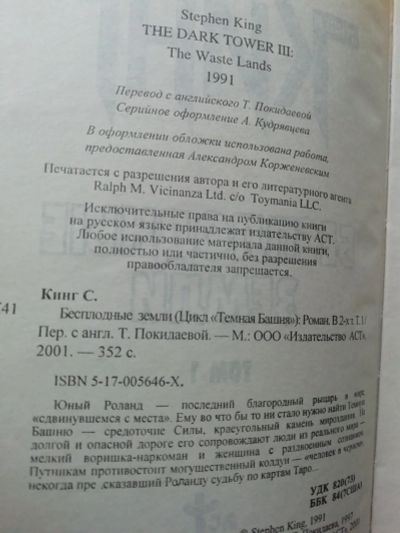 Stephen King
THE DARK TOWER III:
The Waste Lands
1991
Перевод с английского Т. Покидаевой
Серийное оформление А. Кудрявцева
В оформлении обложки использована работа,
предоставленная Александром Корженевским
Печатается с разрешения автора и его литературного агента
Ralph M. Vicinanza Ltd. c/o Toymania LLC.
Исключительные права на публикацию книги
на русском языке принадлежат издательству АСТ.
Любое использование материала данной книги,
полностью или частично, без разрешения
правообладателя запрещается.
Кинг С.
41
Бесплодные земли (Цикл «Темная Башня»): Роман. В 2-х т. Т. 1/
Пер. с англ. Т. Покидаевой. — М.: ООО «Издательство АСТ»,
2001. — 352 с.
ISBN 5-17-005646-X.
Юный Роланд — последний благородный рыцарь в мире,
«сдвинувшемся с места». Ему во что бы то ни стало нужно найти
Башню — средоточие Силы, краеугольный камень мироздания.
долгой и опасной дороге его сопровождают люди из реального мира —
мелкий воришка-наркоман и женщина с раздвоенным
Путникам противостоит могущественный колдун — «человек в черном»,
некогда пре сказавший Роланду судьбу по картам Таро...
УДК 820(73)
ББК 84(7США)
© Stephen King, 1991
1997